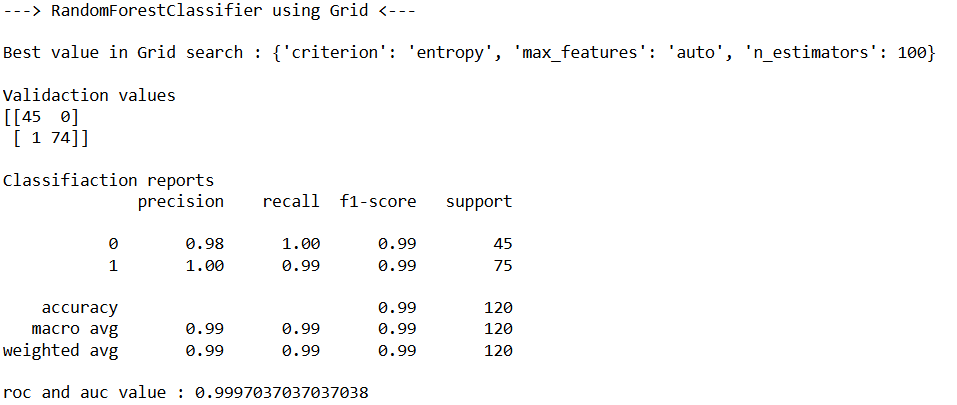 ---> RandomForestClassifier using Grid <---
Best value in Grid search : {'criterion': 'entropy', 'max_features': 'auto', 'n_estimators': 100}
Validaction values
[[45  0]
 [ 1 74]]
Classifiaction reports
              precision    recall  f1-score   support
           0       0.98      1.00      0.99        45
           1       1.00      0.99      0.99        75
    accuracy                           0.99       120
   macro avg       0.99      0.99      0.99       120
weighted avg       0.99      0.99      0.99       120
roc and auc value : 0.9997037037037038